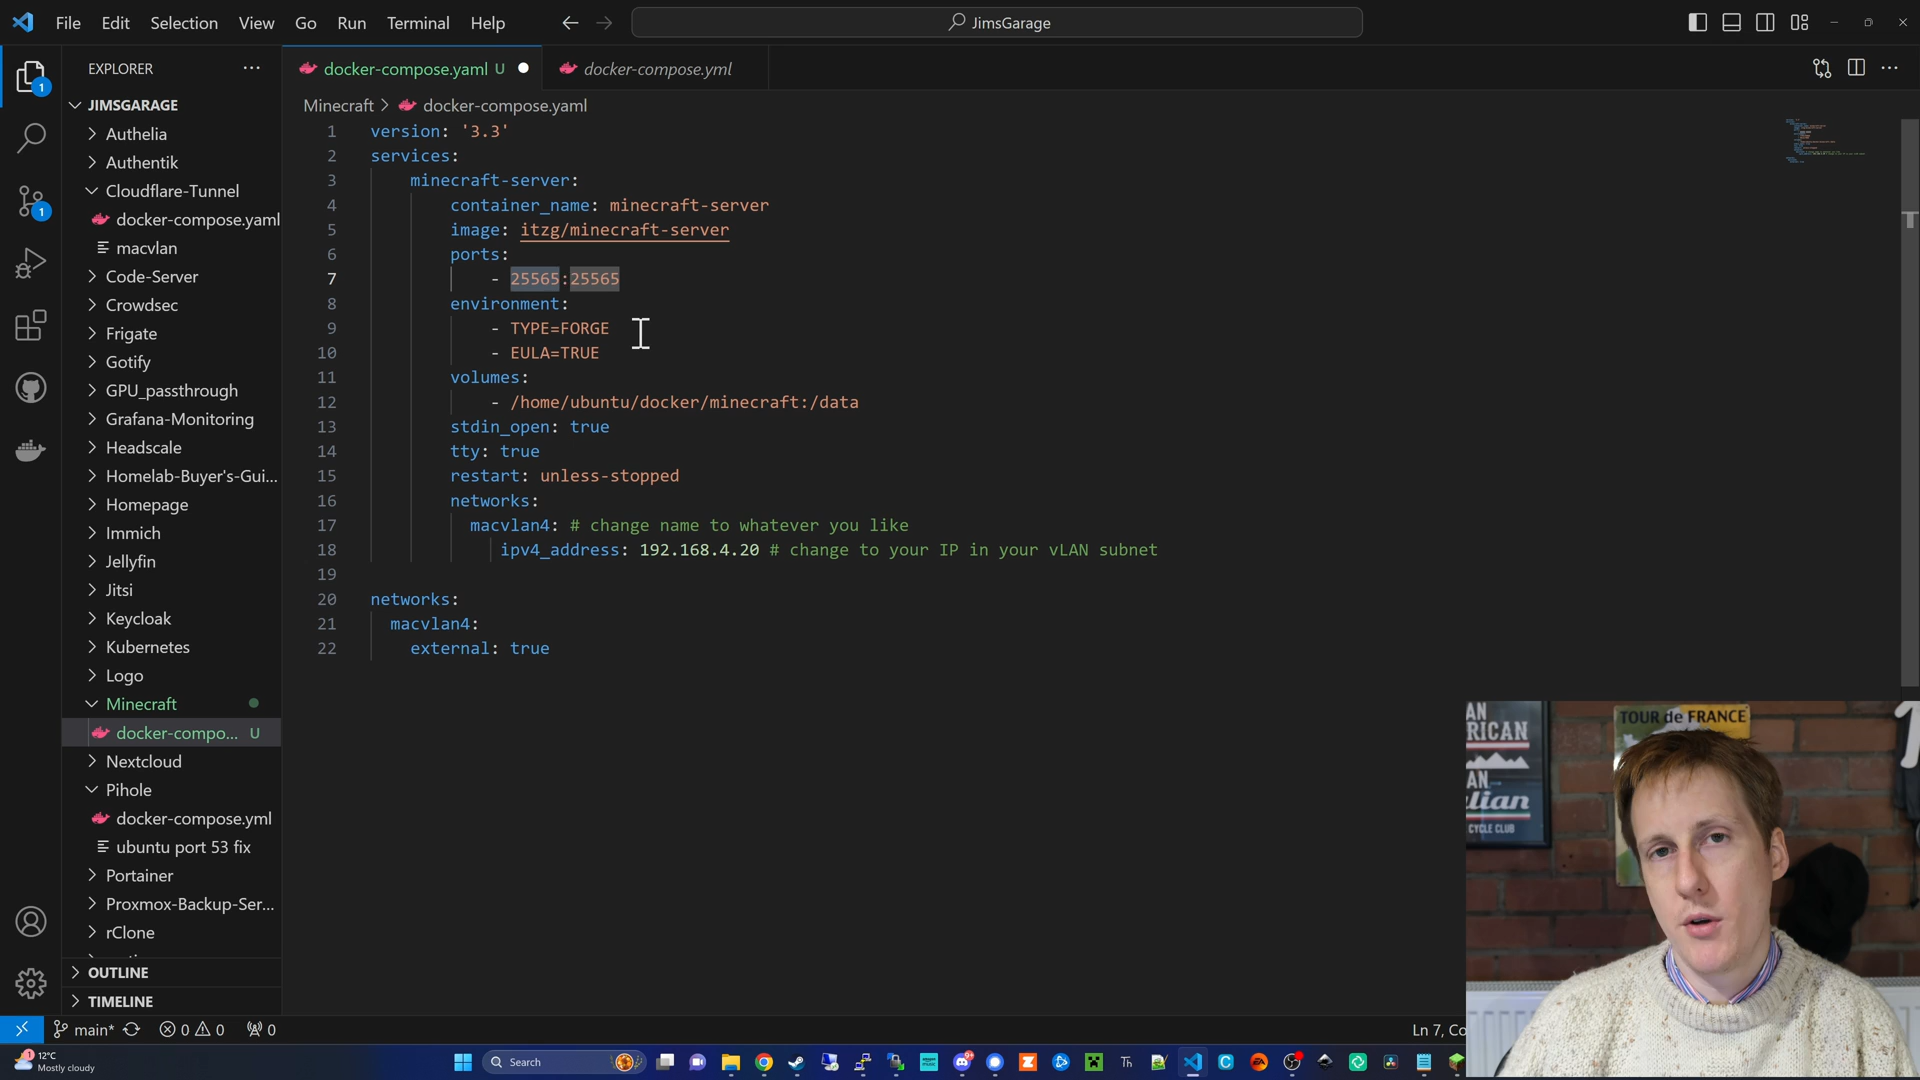 File Edit Selection View Go Run Terminal Help
JimsGarage
EXPLORER
docker-compose.yaml U
docker-compose.yml
Minecraft > docker-compose.yaml
JIMSGARAGE
Authelia
Authentik
Cloudflare-Tunnel
docker-compose.yaml
macvlan
Code-Server
Crowdsec
Frigate
Gotify
GPU_passthrough
Grafana-Monitoring
Headscale
Homelab-Buyer's-Gui...
Homepage
Immich
Jellyfin
Jitsi
Keycloak
Kubernetes
Logo
Minecraft
docker-compo... U
Nextcloud
Pihole
docker-compose.yml
ubuntu port 53 fix
Portainer
Proxmox-Backup-Ser...
rClone
OUTLINE
TIMELINE
1 version: '3.3'
2 services:
3 minecraft-server:
4 container_name: minecraft-server
5 image: itzg/minecraft-server
6 ports:
7 - 25565:25565
8 environment:
9 - TYPE=FORGE
10 - EULA=TRUE
11 volumes:
12 - /home/ubuntu/docker/minecraft:/data
13 stdin_open: true
14 tty: true
15 restart: unless-stopped
16 networks:
17 macvlan4: # change name to whatever you like
18 ipv4_address: 192.168.4.20 # change to your IP in your vLAN subnet
19
20 networks:
21 macvlan4:
22 external: true
1
1
AN
RICAN
AN
lian
CYCLE CLUB
TOUR de FRANCE
main* 0 0 0
Ln 7, Co
1
12°C
Mostly cloudy
Search
9+
Th